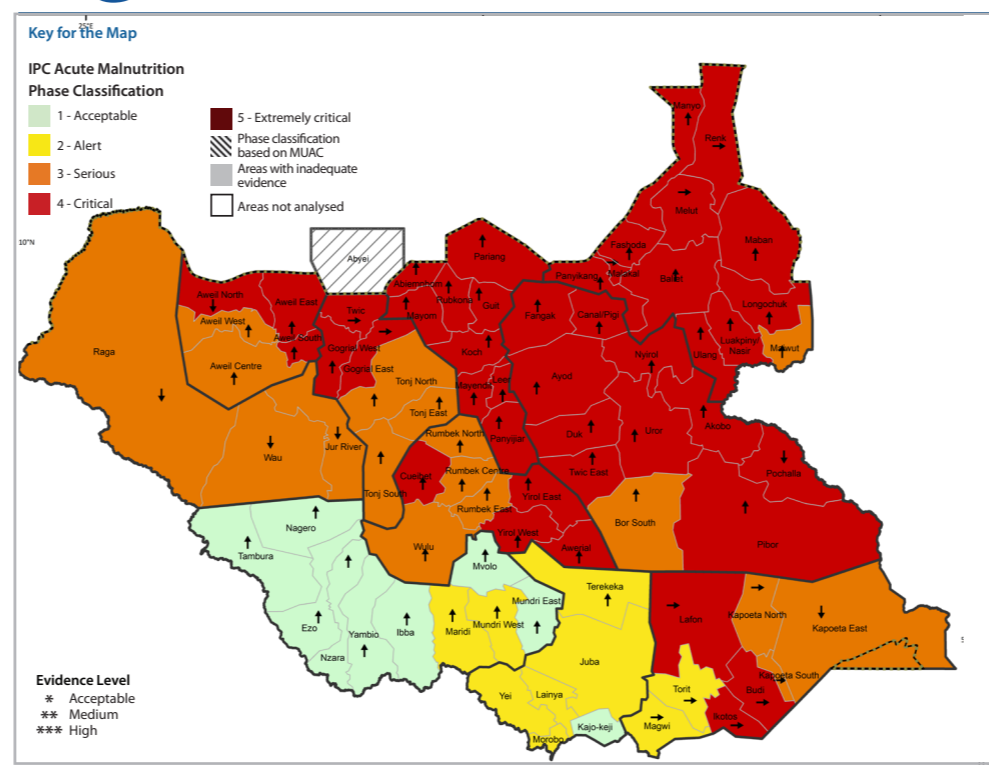 25°E
Key for the Map
IPC Acute Malnutrition
Phase Classification
1 - Acceptable
2 - Alert
3 - Serious
4 - Critical
5 - Extremely critical
Phase classification
based on MUAC
Areas with inadequate
evidence
Areas not analysed
10°N
Manyo
Renk
Melut
Maban
Fashoda
Malakal
Baliet
Panyikang
Pariang
Abyei
Abiemnhom
Rubkona
Guit
Mayom
Fangak
Canal/Pigi
Longochuk
Luakpiny/
Nasir
Maiwut
Ulang
Nyirol
Aweil North
Aweil East
Aweil West
Aweil South
Aweil Centre
Twic
Gogrial West
Gogrial East
Raga
Koch
Mayendit
Leer
Ayod
Tonj North
Tonj East
Panyijiar
Duk
Uror
Akobo
Pochalla
Wau
Jur River
Rumbek North
Cueibet
Rumbek Centre
Tonj South
Rumbek East
Twic East
Yirol East
Yirol West
Awerial
Bor South
Pibor
Wulu
Nagero
Tambura
Mvolo
Mundri East
Terekeka
Ezo
Yambio
Ibba
Maridi
Mundri West
Nzara
Lafon
Kapoeta North
Kapoeta East
Kapoeta South
Juba
Yei
Lainya
Torit
Budi
Magwi
Ikotos
Kajo-keji
Morobo
Evidence Level
* Acceptable
** Medium
*** High